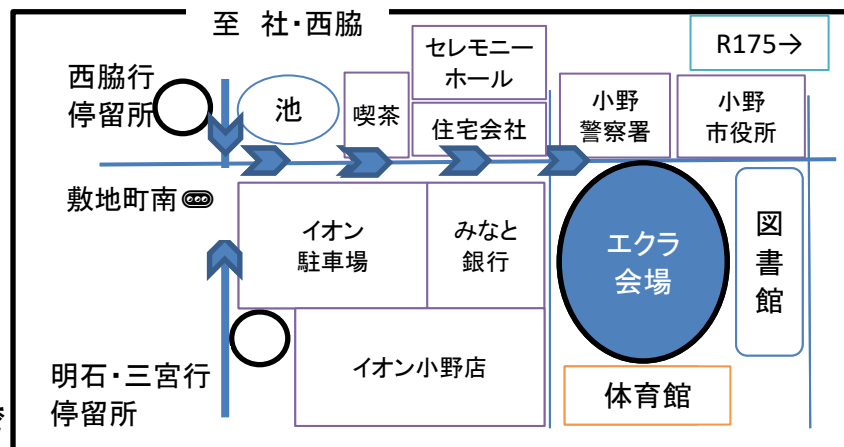 至 社・西脇
セレモニー
ホール
R175→
西脇行
停留所
池
喫茶
住宅会社
小野
警察署
小野
市役所
敷地町南
イオン
駐車場
みなと
銀行
エクラ
会場
図
書
館
イオン小野店
明石・三宮行
停留所
体育館